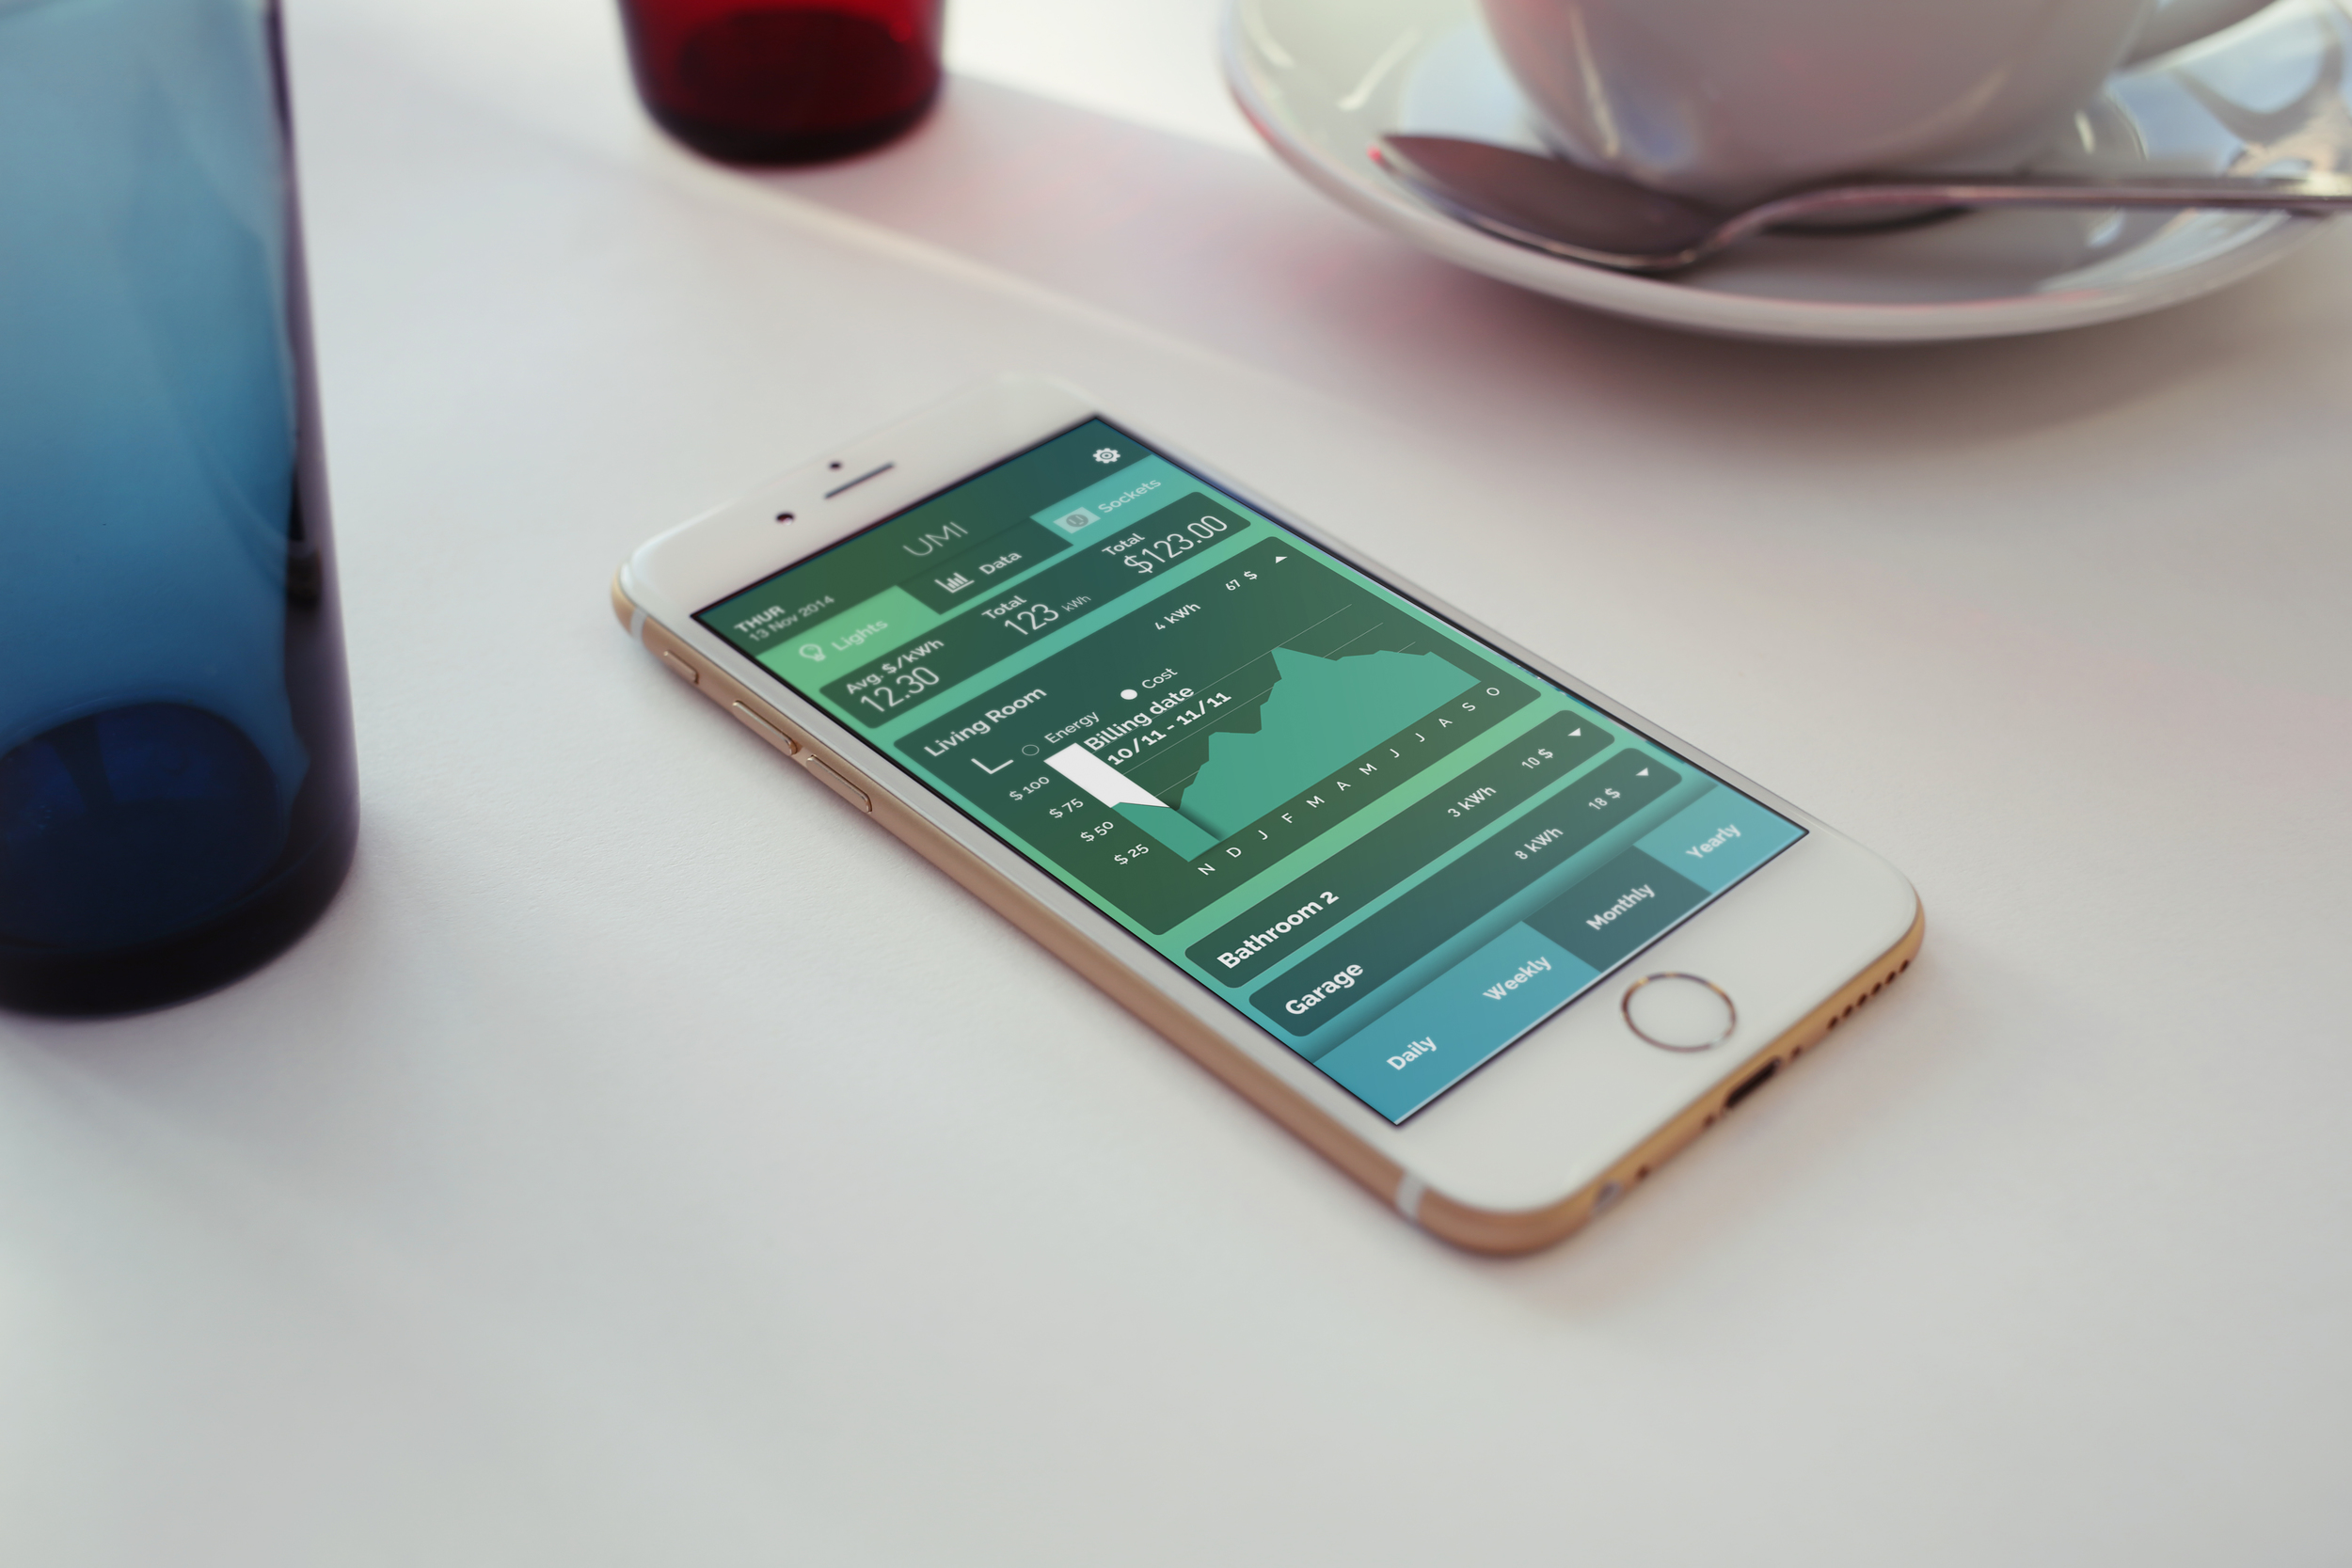 UMI
THUR
13 Nov 2014
Lights
Data
Sockets
Avg. $/kWh
12.30
Total
123 kWh
Total
$123.00
Living Room
4 kWh
67 $
Energy
Cost
Billing date
10/11 - 11/11
$ 100
$ 75
$ 50
$ 25
N D J F M A M J J A S O
Bathroom 2
3 kWh
10 $
Garage
8 kWh
18 $
Daily
Weekly
Monthly
Yearly